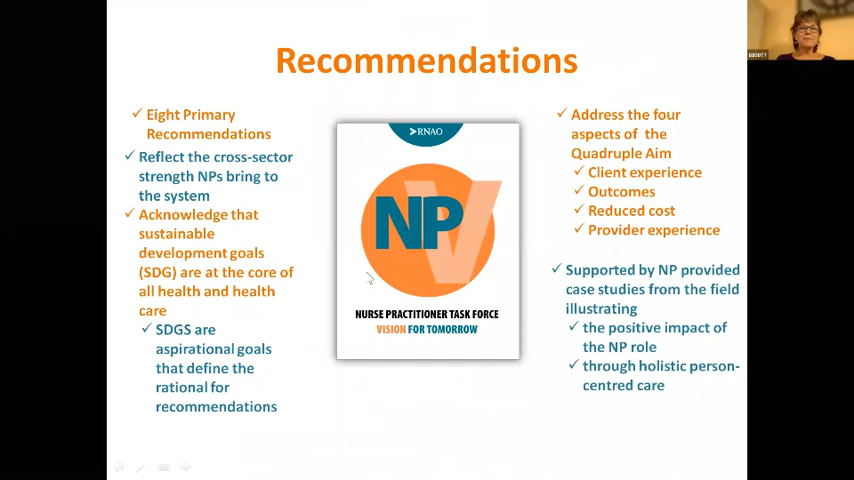 Recommendations
✓ Eight Primary
Recommendations
✓ Reflect the cross-sector
strength NPs bring to
the system
✓ Acknowledge that
sustainable
development goals
(SDG) are at the core of
all health and health
care
✓ SDGS are
aspirational goals
that define the
rational for
recommendations
RNAO
NPV
NURSE PRACTITIONER TASK FORCE
VISION FOR TOMORROW
✓ Address the four
aspects of the
Quadruple Aim
✓ Client experience
✓ Outcomes
✓ Reduced cost
✓ Provider experience
✓ Supported by NP provided
case studies from the field
illustrating
✓ the positive impact of
the NP role
✓ through holistic person-
centred care